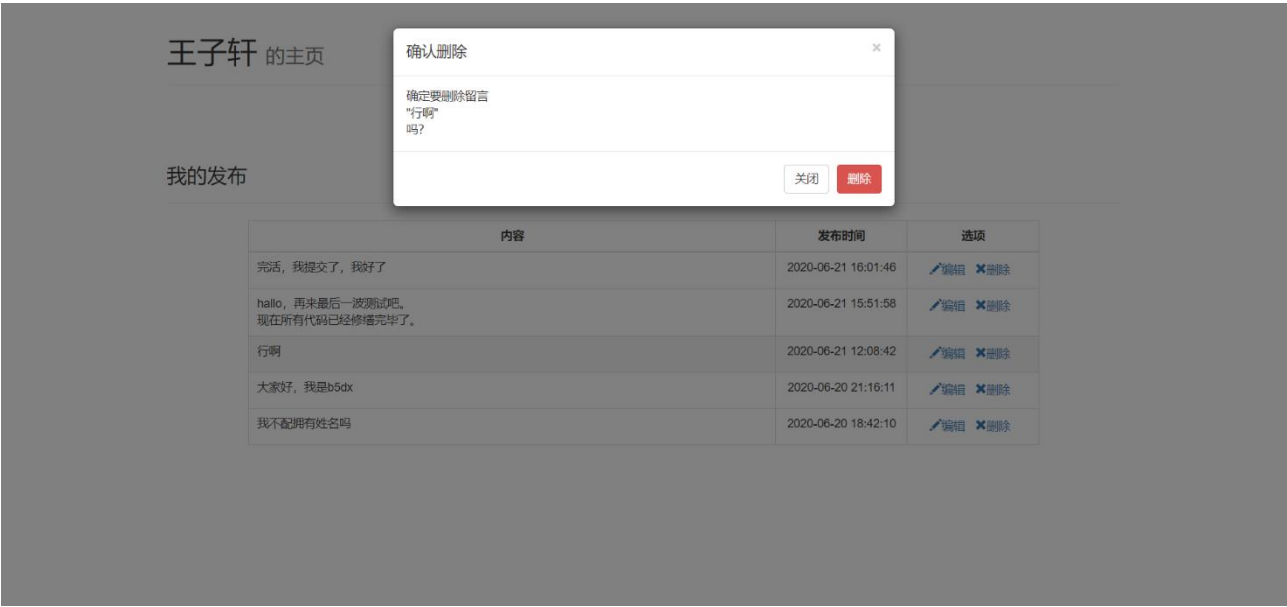 王子轩 的主页
确认删除
×
确定要删除留言
"行啊"
吗?
关闭 删除
我的发布
内容 发布时间 选项
完活，我提交了，我好了 2020-06-21 16:01:46 编辑 删除
hallo，再来最后一波测试吧。 2020-06-21 15:51:58 编辑 删除
现在所有代码已经修缮完毕了。
行啊 2020-06-21 12:08:42 编辑 删除
大家好，我是b5dx 2020-06-20 21:16:11 编辑 删除
我不配拥有姓名吗 2020-06-20 18:42:10 编辑 删除